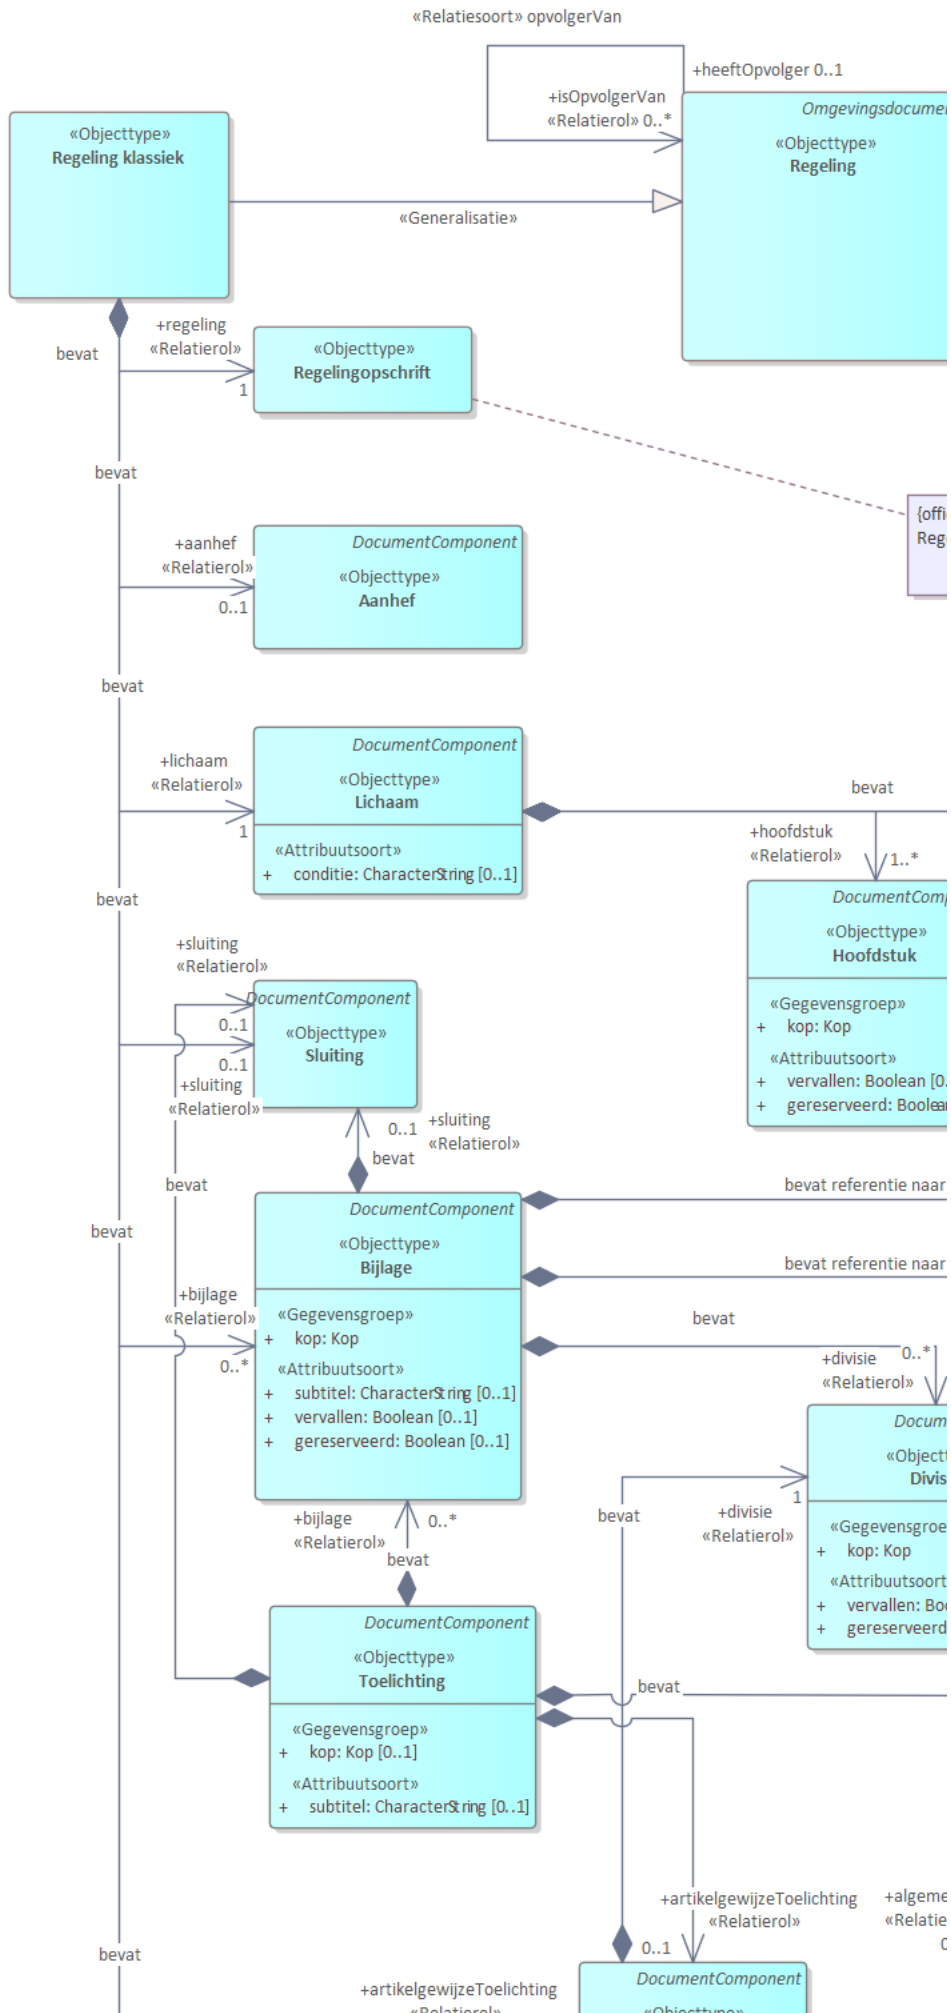 «Relatiesoort» opvolgerVan
+heeftOpvolger 0..1
+isOpvolgerVan
«Relatierol» 0..*
«Objecttype»
Regeling klassiek
«Objecttype»
Regeling
«Generalisatie»
bevat
+regeling
«Relatierol»
1
«Objecttype»
Regelingopschrift
bevat
+aanhef
«Relatierol»
0..1
DocumentComponent
«Objecttype»
Aanhef
bevat
+lichaam
«Relatierol»
1
DocumentComponent
«Objecttype»
Lichaam
«Attribuutsoort»
+ conditie: CharacterString [0..1]
bevat
+hoofdstuk
«Relatierol»
1..*
«Objecttype»
Hoofdstuk
«Gegevensgroep»
+ kop: Kop
«Attribuutsoort»
+ vervallen: Boolean [0..
+ gereserveerd:
bevat
+sluiting
«Relatierol»
0..1
0..1
+sluiting
«Relatierol»
DocumentComponent
«Objecttype»
Sluiting
0..1
+sluiting
«Relatierol»
bevat
bevat
bevat
+bijlage
«Relatierol»
0..*
DocumentComponent
«Objecttype»
Bijlage
«Gegevensgroep»
+ kop: Kop
«Attribuutsoort»
+ subtitel: CharacterString [0..1]
+ vervallen: Boolean [0..1]
+ gereserveerd: Boolean [0..1]
bevat referentie naar
bevat referentie naar
bevat
0..*
+divisie
«Relatierol»
+ kop: Kop
«Attribuutsoort»
+ vervallen:
+ gereserveerd
bevat
1
+divisie
«Relatierol»
+bijlage
«Relatierol»
0..*
bevat
DocumentComponent
«Objecttype»
Toelichting
«Gegevensgroep»
+ kop: Kop [0..1]
«Attribuutsoort»
+ subtitel: CharacterString [0..1]
bevat
+artikelgewijzeToelichting
«Relatierol»
0..1
DocumentComponent
bevat
+artikelgewijzeToelichting